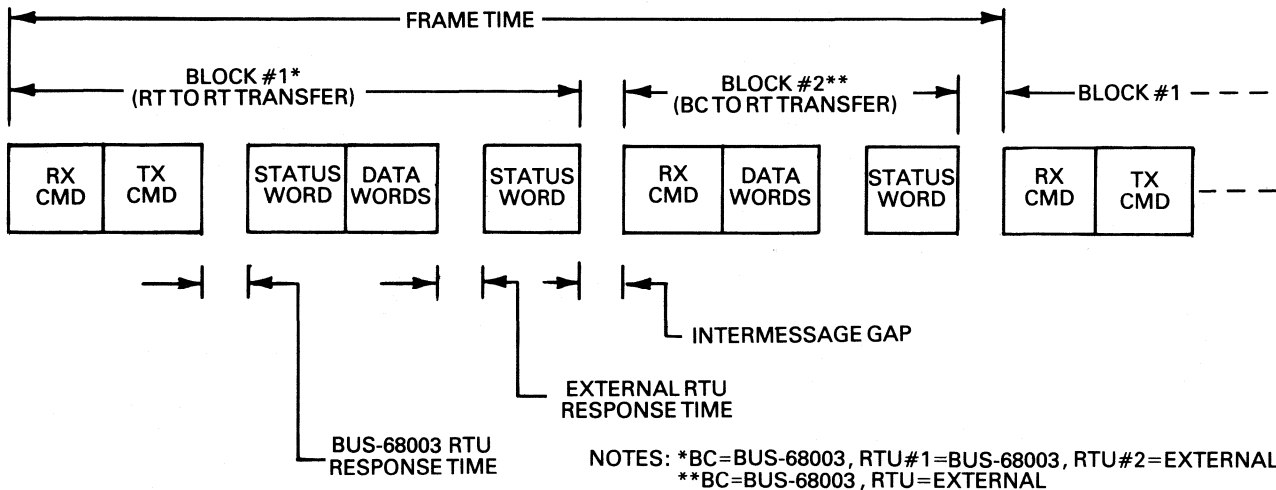 FRAME TIME
BLOCK #1*
(RT TO RT TRANSFER)
BLOCK #2**
(BC TO RT TRANSFER)
BLOCK #1
RX
CMD
TX
CMD
STATUS
WORD
DATA
WORDS
STATUS
WORD
RX
CMD
DATA
WORDS
STATUS
WORD
RX
CMD
TX
CMD
INTERMESSAGE GAP
EXTERNAL RTU
RESPONSE TIME
BUS-68003 RTU
RESPONSE TIME
NOTES: *BC=BUS-68003, RTU#1=BUS-68003, RTU#2=EXTERNAL
**BC=BUS-68003, RTU=EXTERNAL